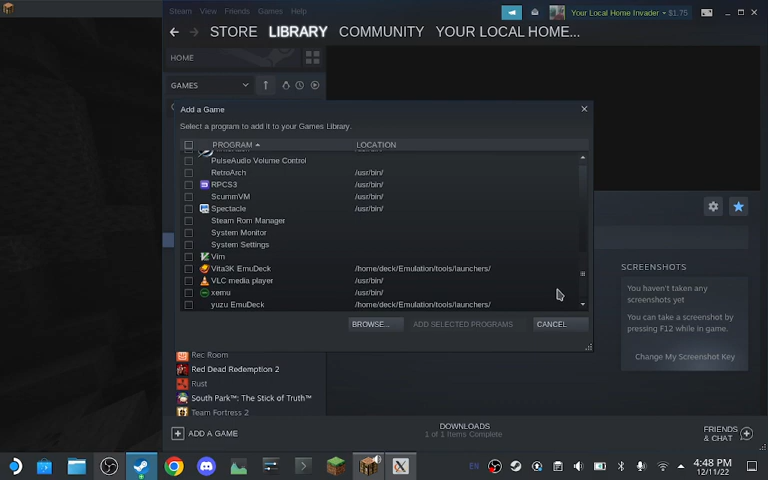 Steam View Friends Games Help
Your Local Home Invader $1.75
STORE LIBRARY COMMUNITY YOUR LOCAL HOME...
HOME
GAMES
Add a Game
Select a program to add it to your Games Library.
PROGRAM LOCATION
PulseAudio Volume Control
RetroArch /usr/bin/
RPCS3 /usr/bin/
ScummVM /usr/bin/
Spectacle /usr/bin/
Steam Rom Manager
System Monitor
System Settings
Vim
Vita3K EmuDeck /home/deck/Emulation/tools/launchers/
VLC media player /usr/bin/
xemu /usr/bin/
yuzu EmuDeck /home/deck/Emulation/tools/launchers/
BROWSE... ADD SELECTED PROGRAMS CANCEL
SCREENSHOTS
You haven't taken
any screenshots yet
You can take a screenshot by
pressing F12 while in game.
Change My Screenshot Key
Rec Room
Red Dead Redemption 2
Rust
South Park™: The Stick of Truth™
Team Fortress 2
ADD A GAME
DOWNLOADS
1 of 1 Items Complete
FRIENDS
& CHAT
EN
4:48 PM
12/11/22